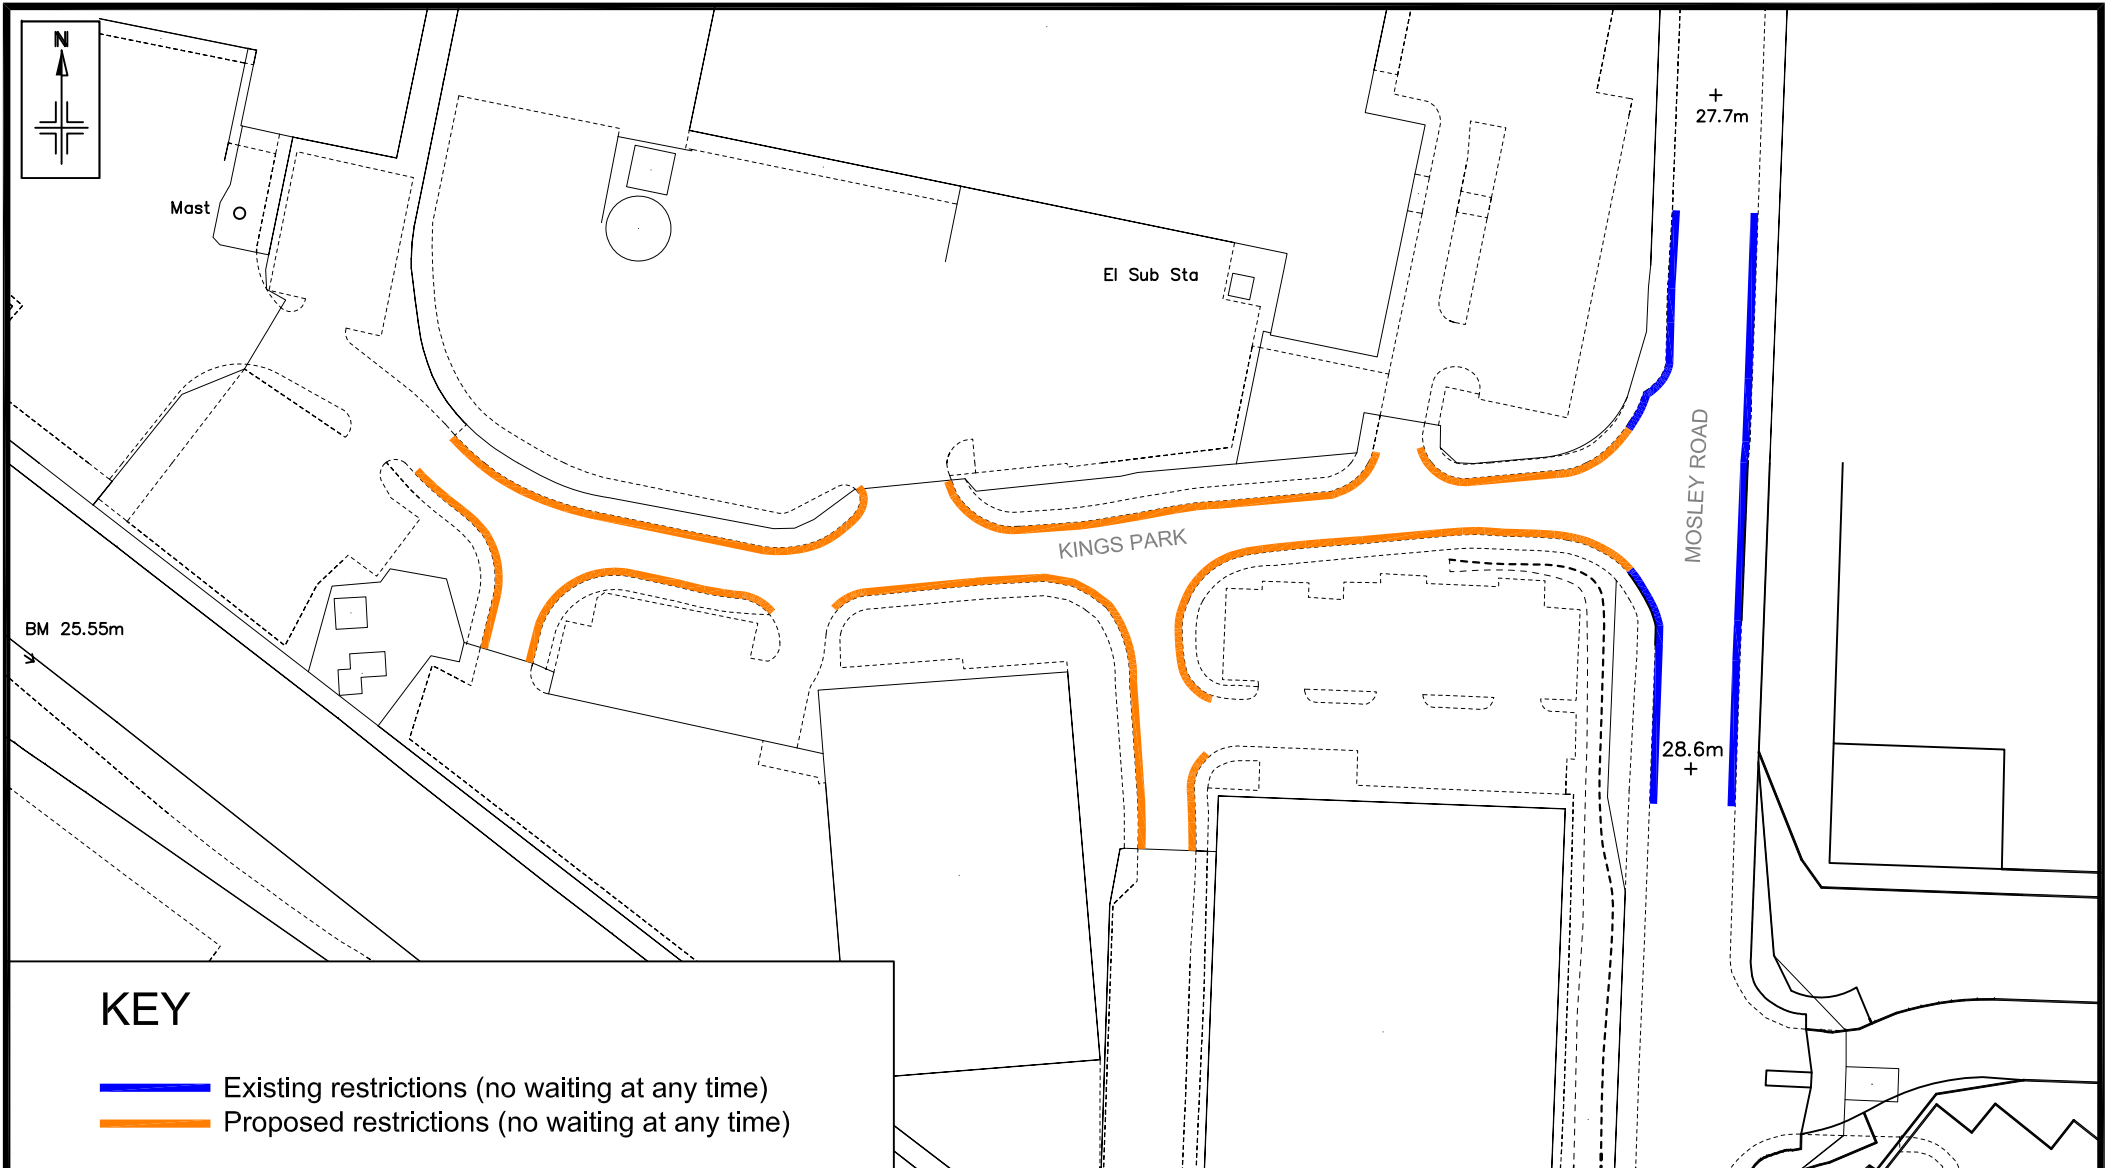 N
27.7m
Mast
El Sub Sta
MOSLEY ROAD
KINGS PARK
BM 25.55m
28.6m
KEY
Existing restrictions (no waiting at any time)
Proposed restrictions (no waiting at any time)